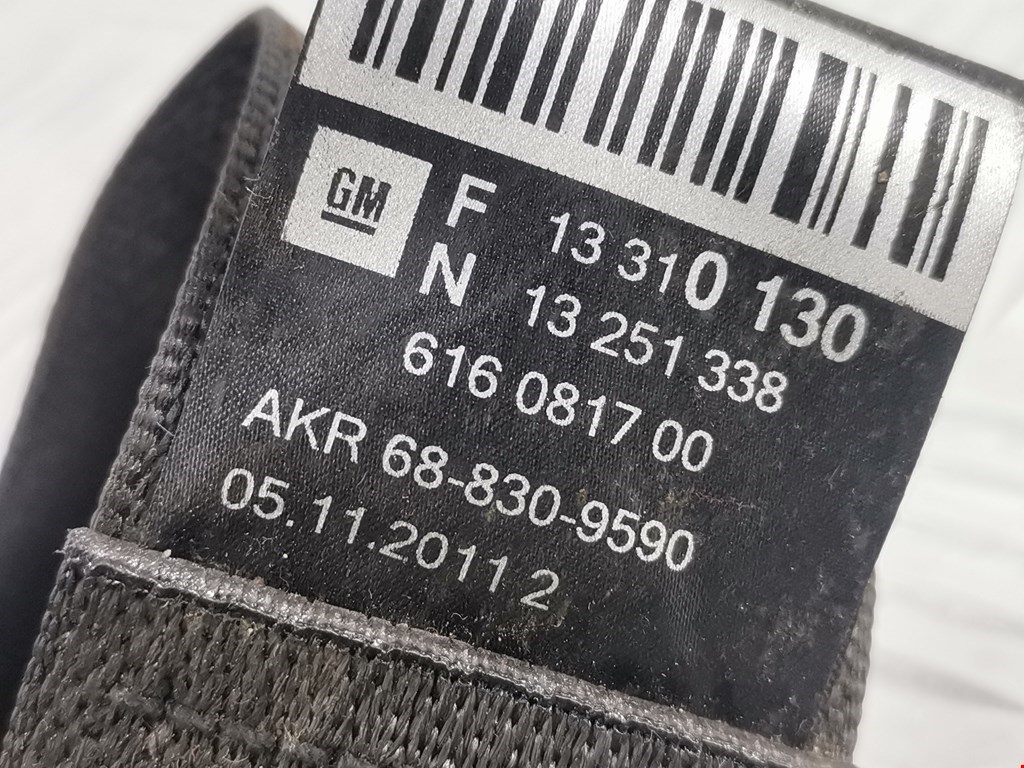 GM
F 13 310 130
N 13 251 338
616 0817 00
AKR 68-830-9590
05.11.2011 2